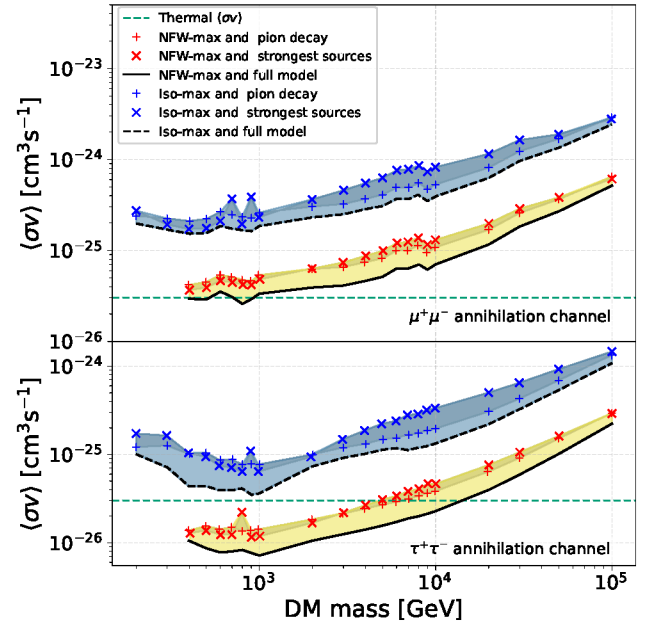 Thermal ⟨σv⟩
NFW-max and pion decay
NFW-max and strongest sources
NFW-max and full model
Iso-max and pion decay
Iso-max and strongest sources
Iso-max and full model
10⁻²³
10⁻²⁴
10⁻²⁵
10⁻²⁶
⟨σv⟩ [cm³s⁻¹]
μ⁺μ⁻ annihilation channel
10⁻²⁴
10⁻²⁵
10⁻²⁶
⟨σv⟩ [cm³s⁻¹]
τ⁺τ⁻ annihilation channel
10³ 10⁴ 10⁵
DM mass [GeV]